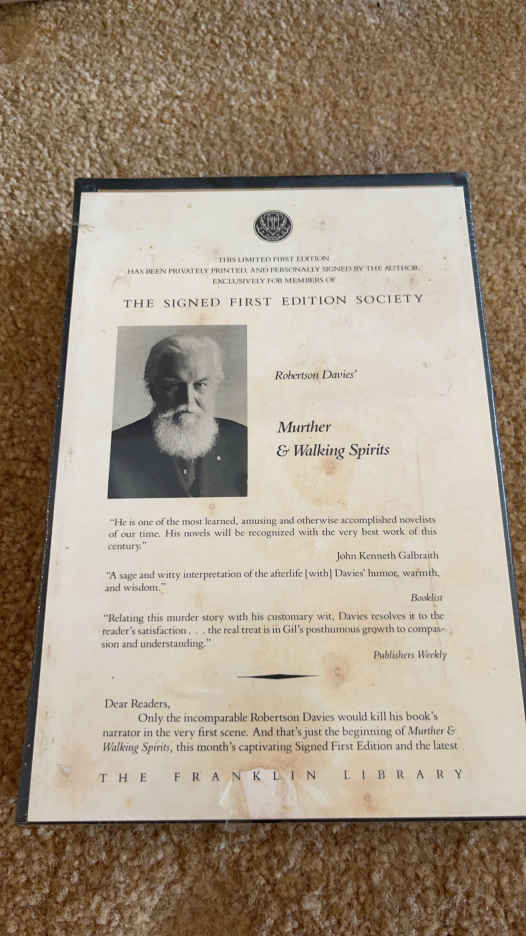 THIS LIMITED FIRST EDITION
HAS BEEN PRIVATELY PRINTED, AND PERSONALLY SIGNED BY THE AUTHOR,
EXCLUSIVELY FOR MEMBERS OF
THE SIGNED FIRST EDITION SOCIETY
Robertson Davies'
Murther
& Walking Spirits
“He is one of the most learned, amusing and otherwise accomplished novelists
of our time. His novels will be recognized with the very best work of this
century.”
John Kenneth Galbraith
“A sage and witty interpretation of the afterlife [with] Davies' humor, warmth,
and wisdom.”
Booklist
“Relating this murder story with his customary wit, Davies resolves it to the
reader's satisfaction . . . the real treat in Gil's posthumous growth to compas-
sion and understanding.”
Publishers Weekly
Dear Readers,
Only the incomparable Robertson Davies would kill his book's
narrator in the very first scene. And that's just the beginning of Murther &
Walking Spirits, this month's captivating Signed First Edition and the latest
THE FRANKLIN LIBRARY